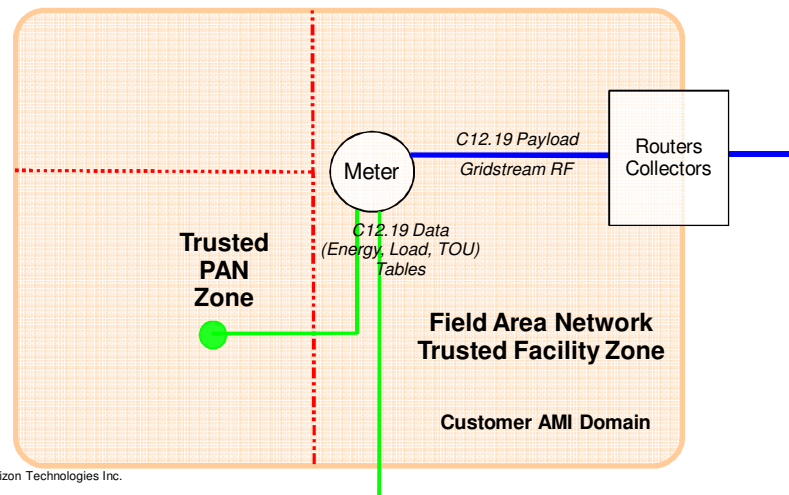 C12.19 Payload
Gridstream RF
Routers
Collectors
Meter
C12.19 Data
(Energy, Load, TOU)
Tables
Trusted
PAN
Zone
Field Area Network
Trusted Facility Zone
Customer AMI Domain
Technologies Inc.